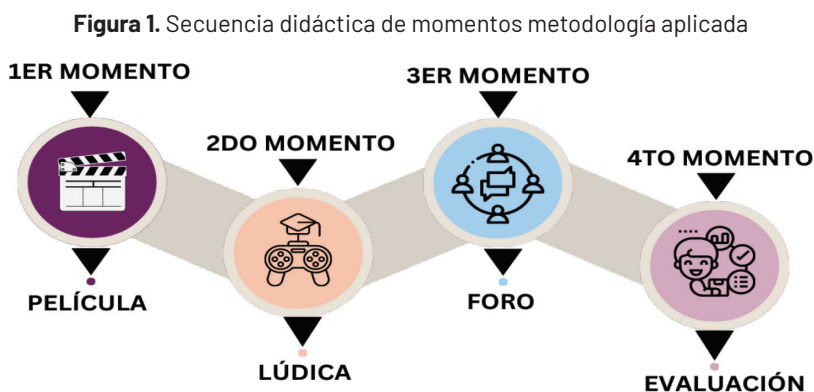 Figura 1. Secuencia didáctica de momentos metodología aplicada
1ER MOMENTO
PELÍCULA
2DO MOMENTO
LÚDICA
3ER MOMENTO
FORO
4TO MOMENTO
EVALUACIÓN